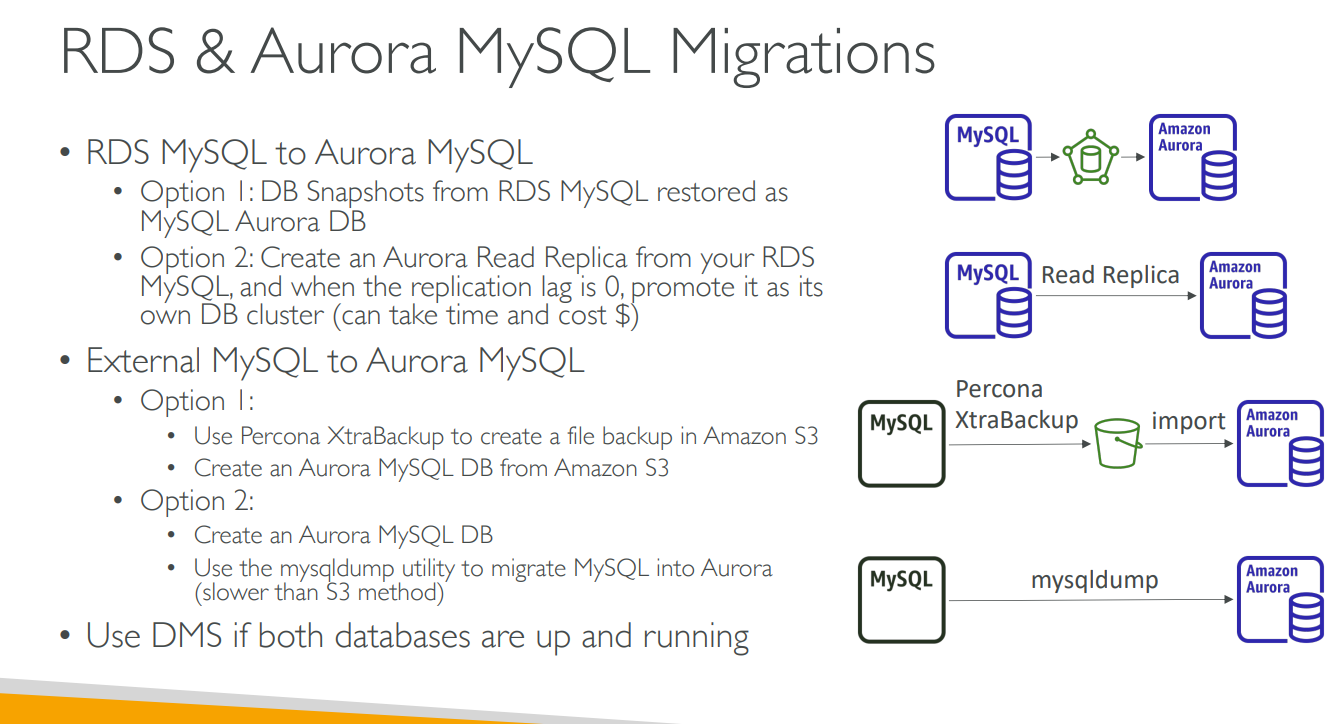 RDS & Aurora MySQL Migrations
• RDS MySQL to Aurora MySQL
• Option 1: DB Snapshots from RDS MySQL restored as
MySQL Aurora DB
• Option 2: Create an Aurora Read Replica from your RDS
MySQL, and when the replication lag is 0, promote it as its
own DB cluster (can take time and cost $)
• External MySQL to Aurora MySQL
• Option 1:
• Use Percona XtraBackup to create a file backup in Amazon S3
• Create an Aurora MySQL DB from Amazon S3
• Option 2:
• Create an Aurora MySQL DB
• Use the mysqldump utility to migrate MySQL into Aurora
(slower than S3 method)
• Use DMS if both databases are up and running
MySQL
Amazon
Aurora
MySQL
Read Replica
Amazon
Aurora
MySQL
Percona
XtraBackup
import
Amazon
Aurora
MySQL
mysqldump
Amazon
Aurora